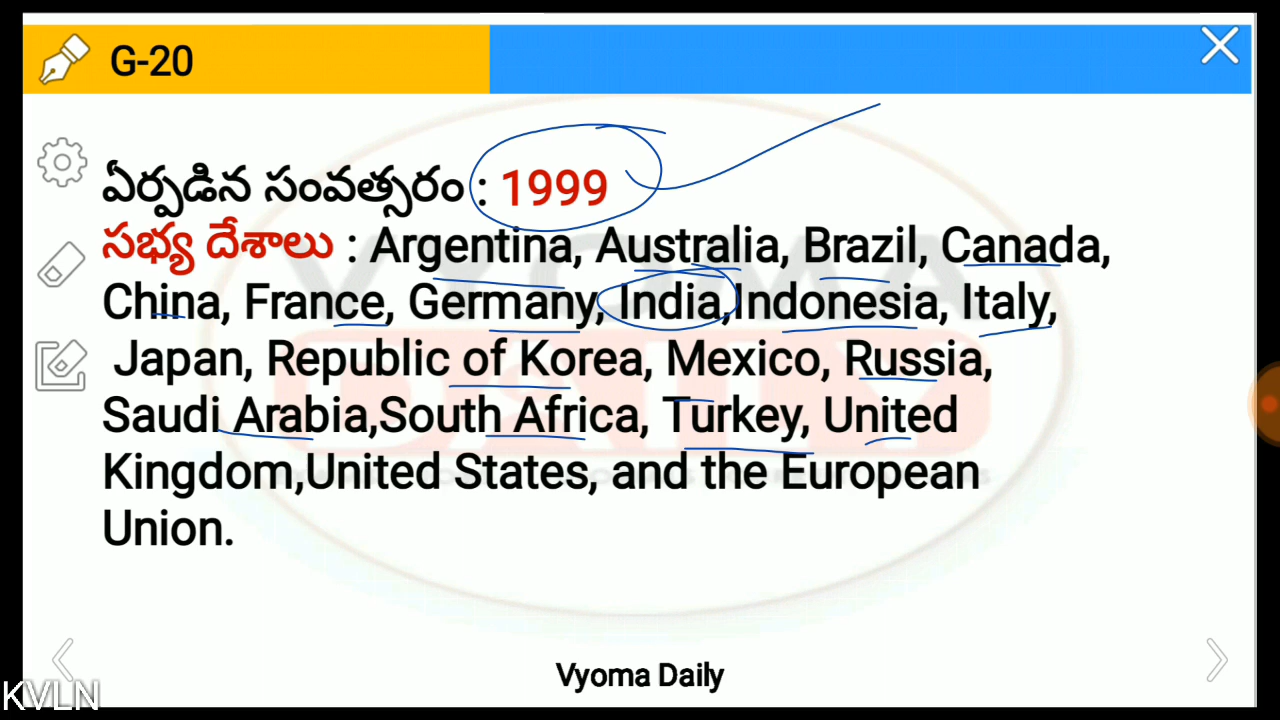 G-20
ఏర్పడిన సంవత్సరం : 1999
సభ్య దేశాలు : Argentina, Australia, Brazil, Canada,
China, France, Germany, India,Indonesia, Italy,
Japan, Republic of Korea, Mexico, Russia,
Saudi Arabia,South Africa, Turkey, United
Kingdom,United States, and the European
Union.
Vyoma Daily
KVLN